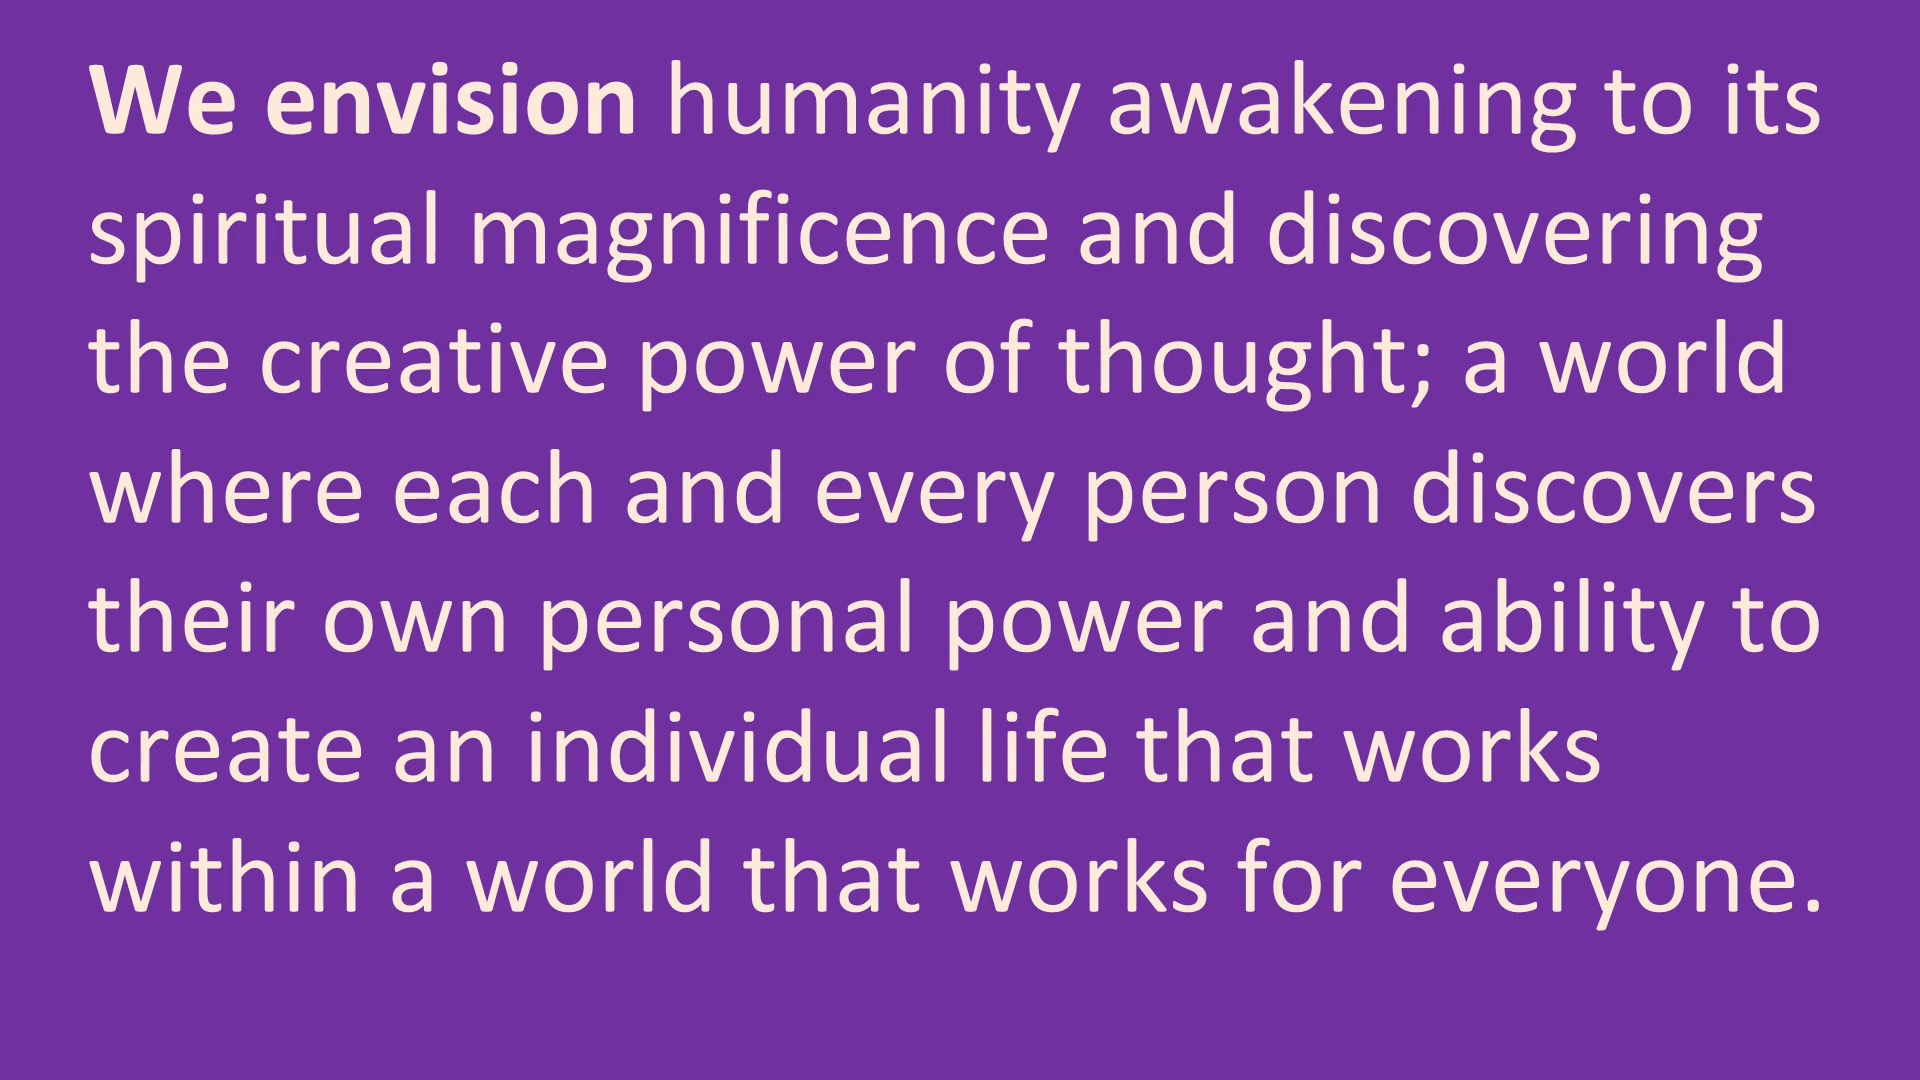 We envision humanity awakening to its
spiritual magnificence and discovering
the creative power of thought; a world
where each and every person discovers
their own personal power and ability to
create an individual life that works
within a world that works for everyone.